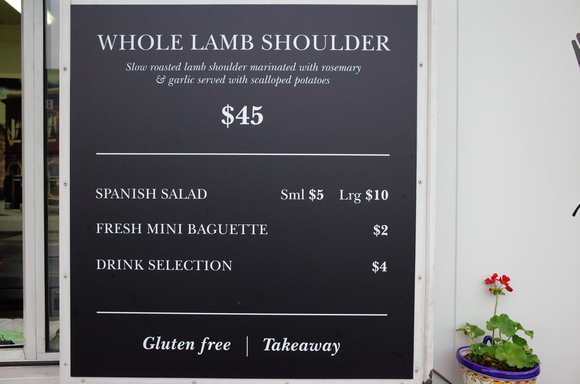 WHOLE LAMB SHOULDER
Slow roasted lamb shoulder marinated with rosemary
& garlic served with scalloped potatoes
$45
SPANISH SALAD Sml $5 Lrg $10
FRESH MINI BAGUETTE $2
DRINK SELECTION $4
Gluten free | Takeaway